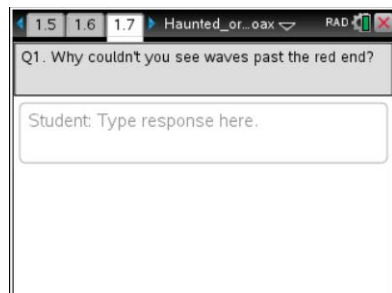 1.5 1.6 1.7 Haunted_or...oax RAD
Q1. Why couldn't you see waves past the red end?
Student: Type response here.